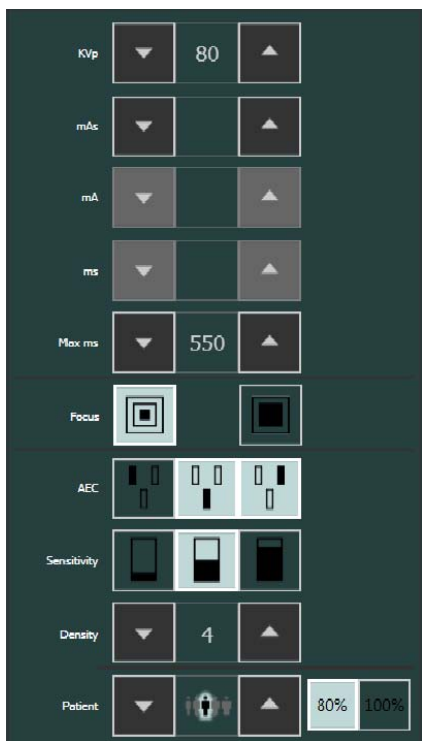 KVp 80
mAs
mA
ms
Max ms 550
Focus
AEC
Sensitivity
Density 4
Patient 80% 100%